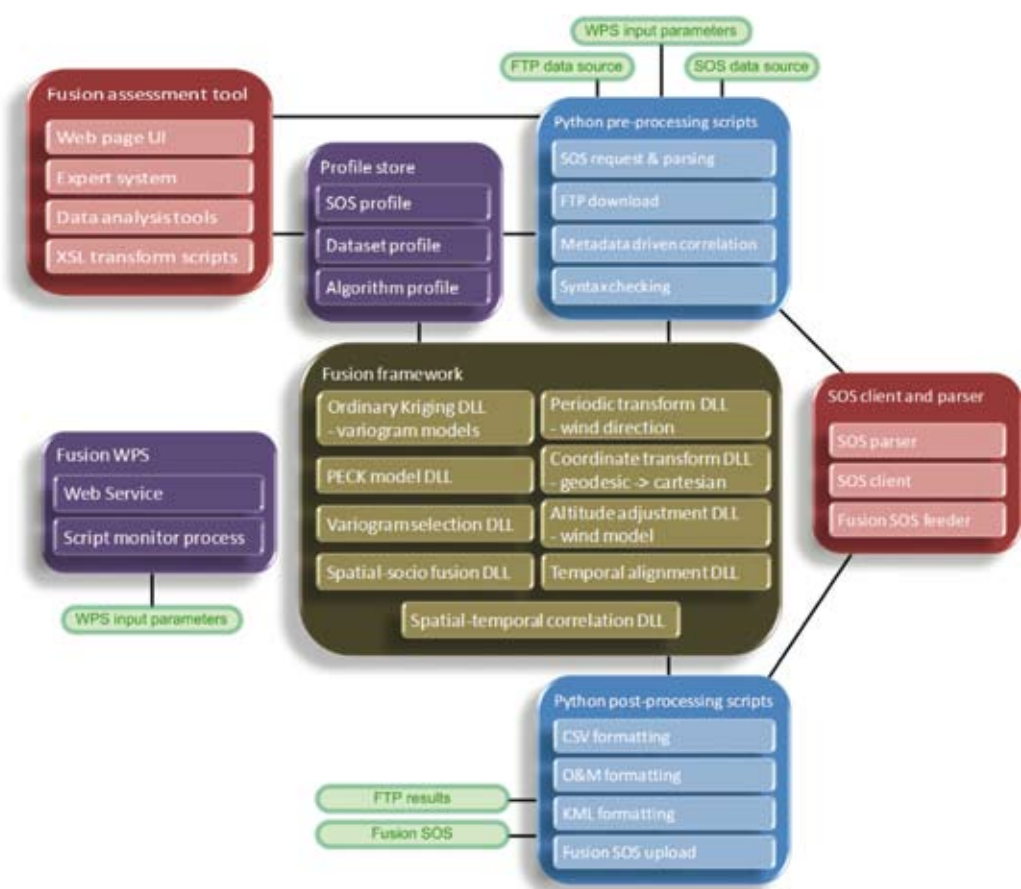 WPS input parameters
FTP data source
SOS data source
Fusion assessment tool
Web page UI
Expert system
Data analysis tools
XSL transform scripts
Profile store
SOS profile
Dataset profile
Algorithm profile
Python pre-processing scripts
SOS request & parsing
FTP download
Metadata driven correlation
Syntax checking
Fusion framework
Ordinary Kriging DLL
- variogram models
PECK model DLL
Variogram selection DLL
Spatial-socio fusion DLL
Periodic transform DLL
- wind direction
Coordinate transform DLL
- geodesic -> cartesian
Altitude adjustment DLL
- wind model
Temporal alignment DLL
Spatial-temporal correlation DLL
Fusion WPS
Web Service
Script monitor process
WPS input parameters
SOS client and parser
SOS parser
SOS client
Fusion SOS feeder
Python post-processing scripts
CSV formatting
O&M formatting
KML formatting
Fusion SOS upload
FTP results
Fusion SOS